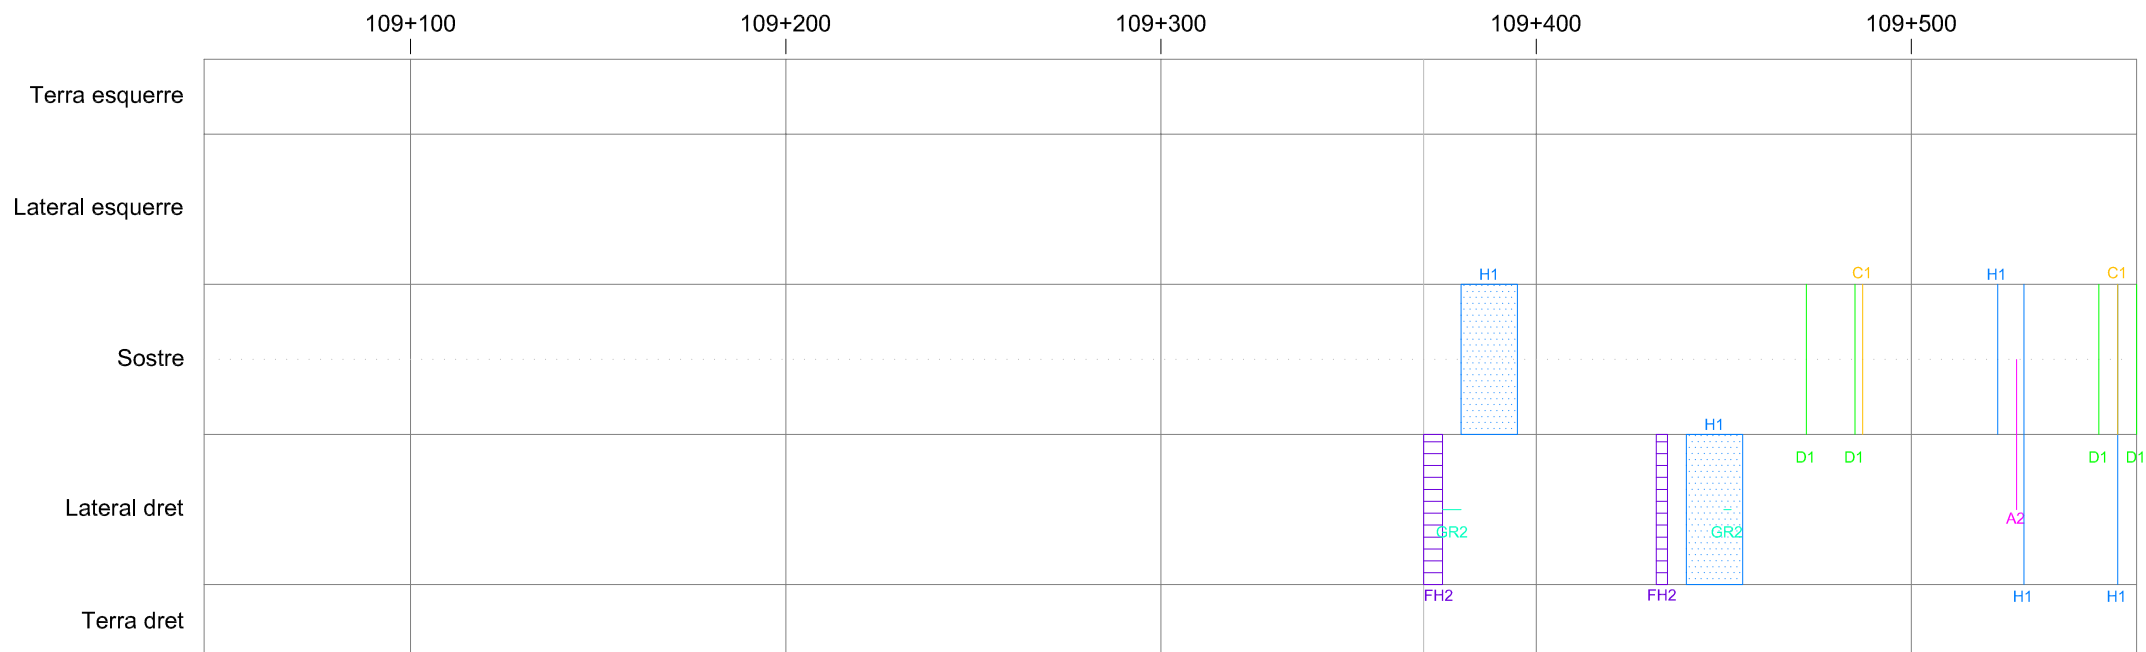 109+100 109+200 109+300 109+400 109+500
Terra esquerre
Lateral esquerre
H1 C1 H1 C1
Sostre
H1
D1 D1 D1 D1
Lateral dret
A2
GR2 GR2
FH2 FH2 H1 H1
Terra dret